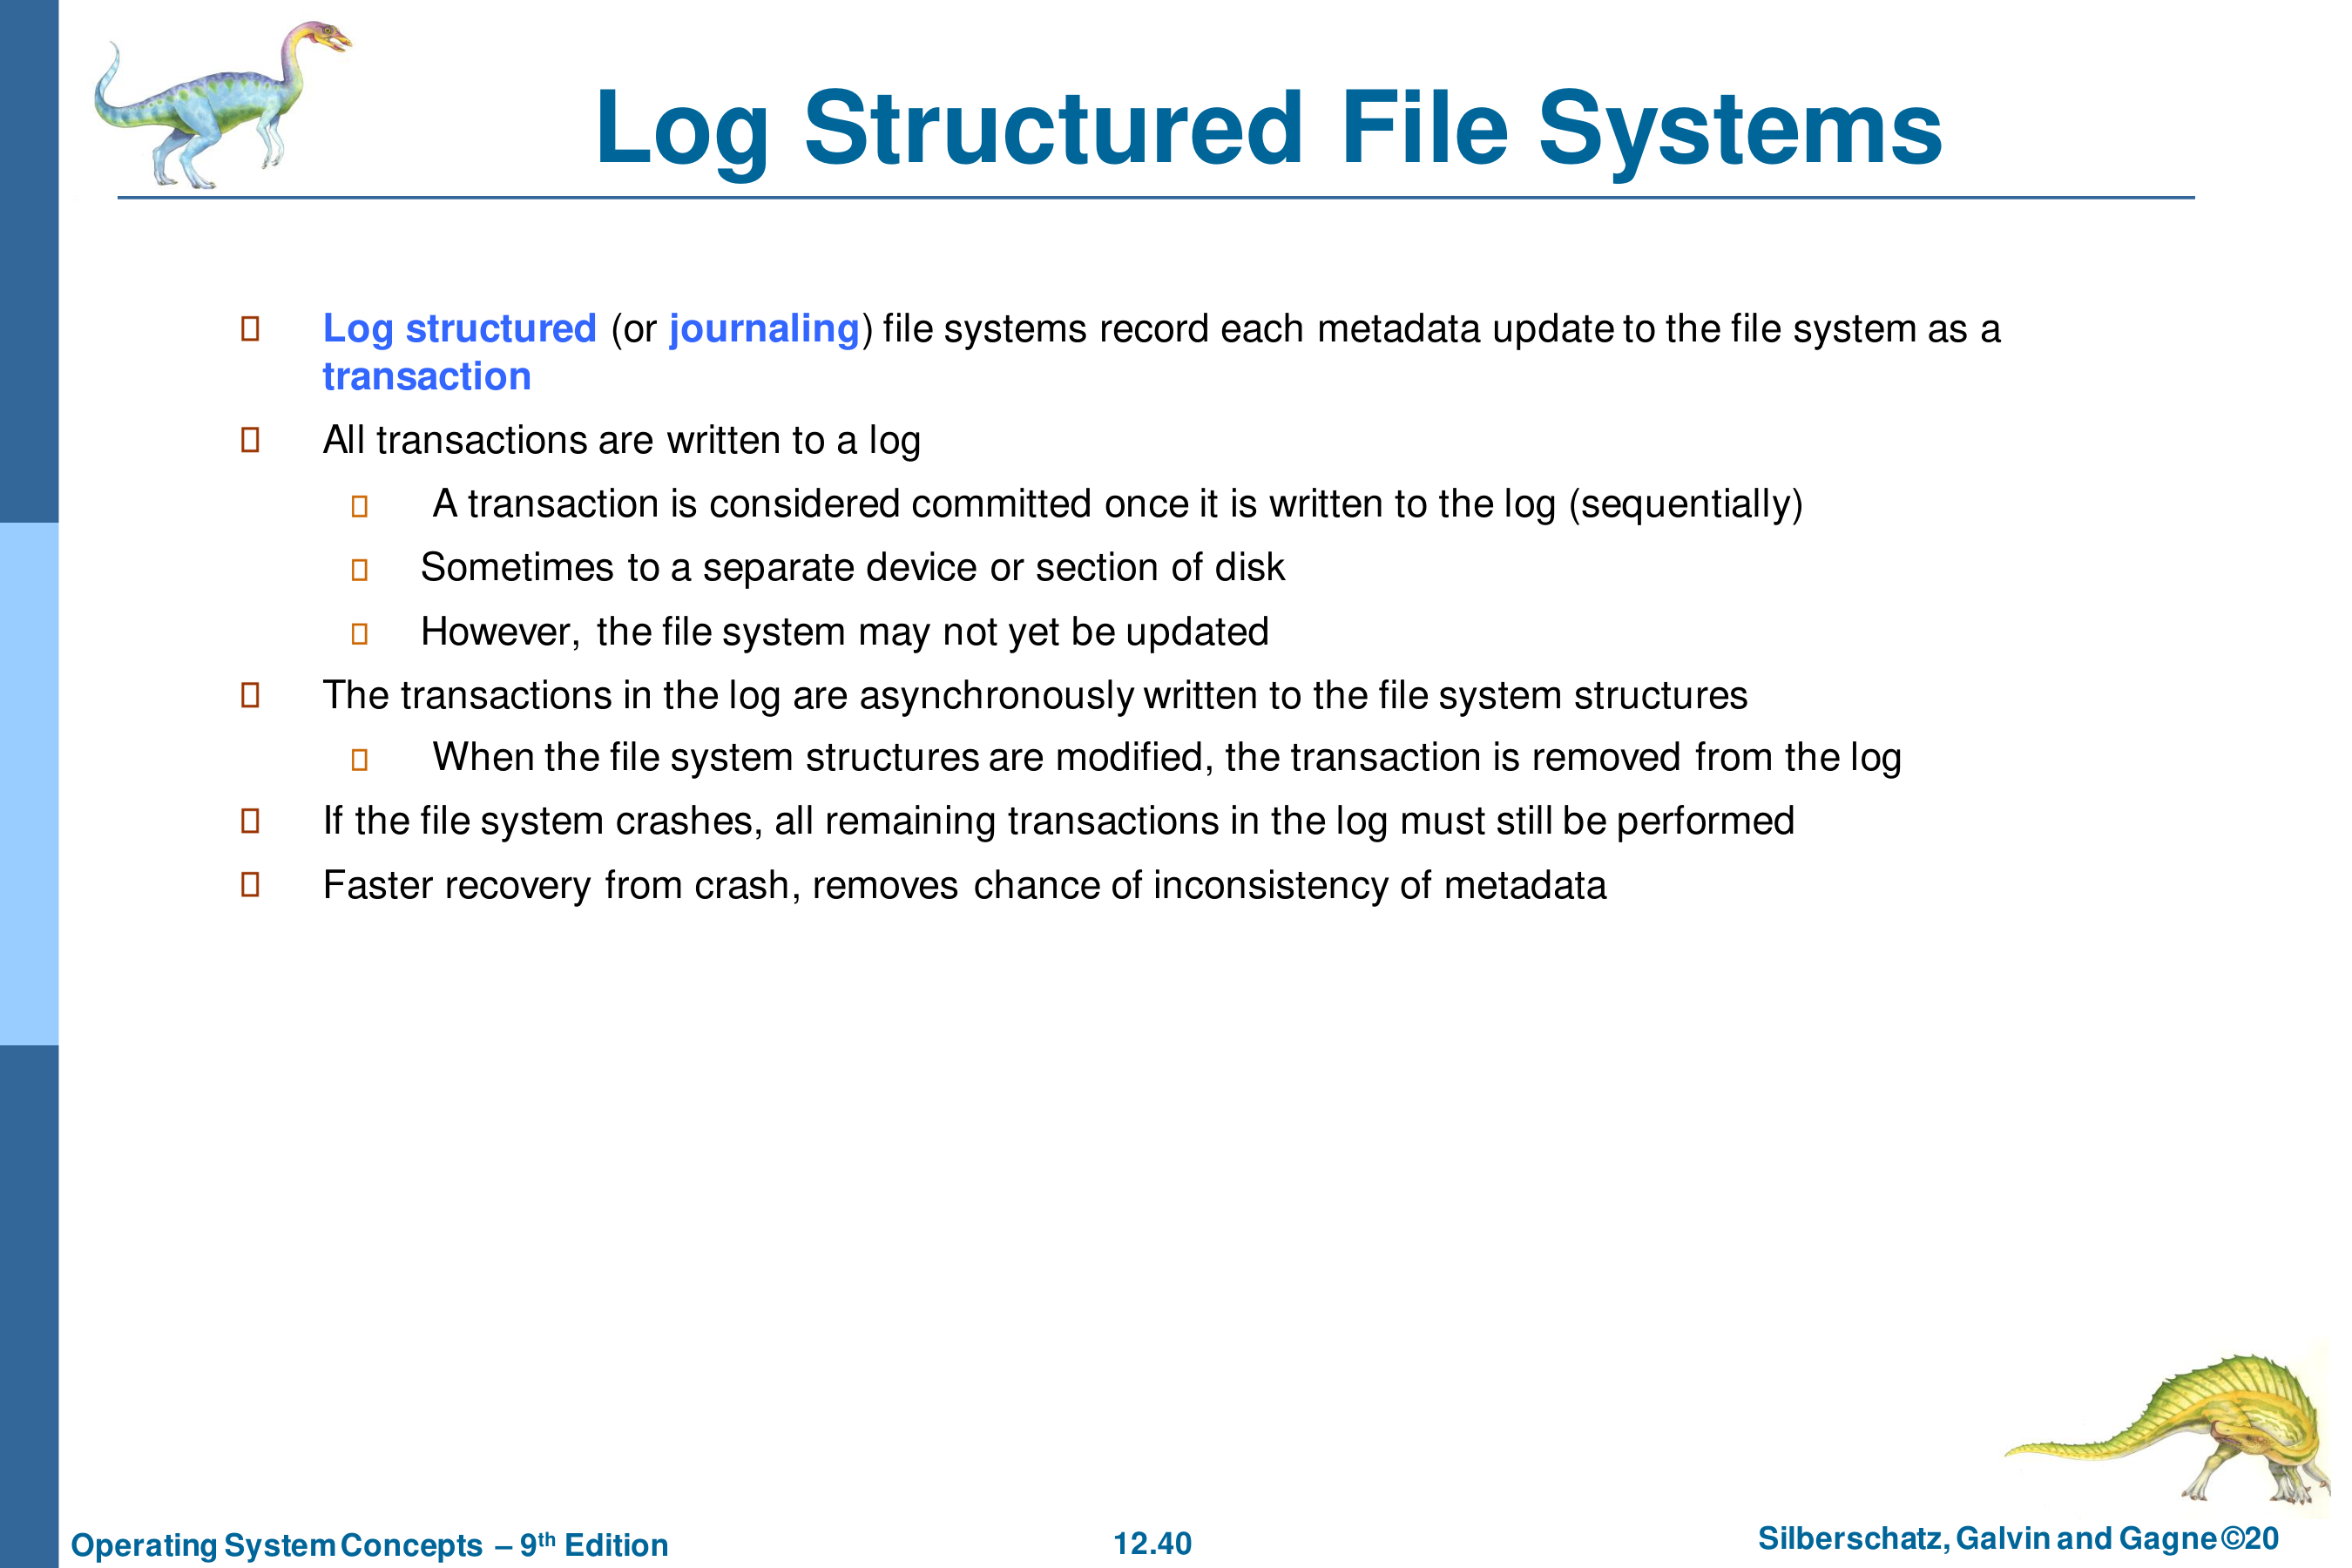 Log Structured File Systems
Log structured (or journaling) file systems record each metadata update to the file system as a
transaction
All transactions are written to a log
A transaction is considered committed once it is written to the log (sequentially)
Sometimes to a separate device or section of disk
However, the file system may not yet be updated
The transactions in the log are asynchronously written to the file system structures
When the file system structures are modified, the transaction is removed from the log
If the file system crashes, all remaining transactions in the log must still be performed
Faster recovery from crash, removes chance of inconsistency of metadata
Operating System Concepts – 9th Edition
12.40
Silberschatz, Galvin and Gagne ©20